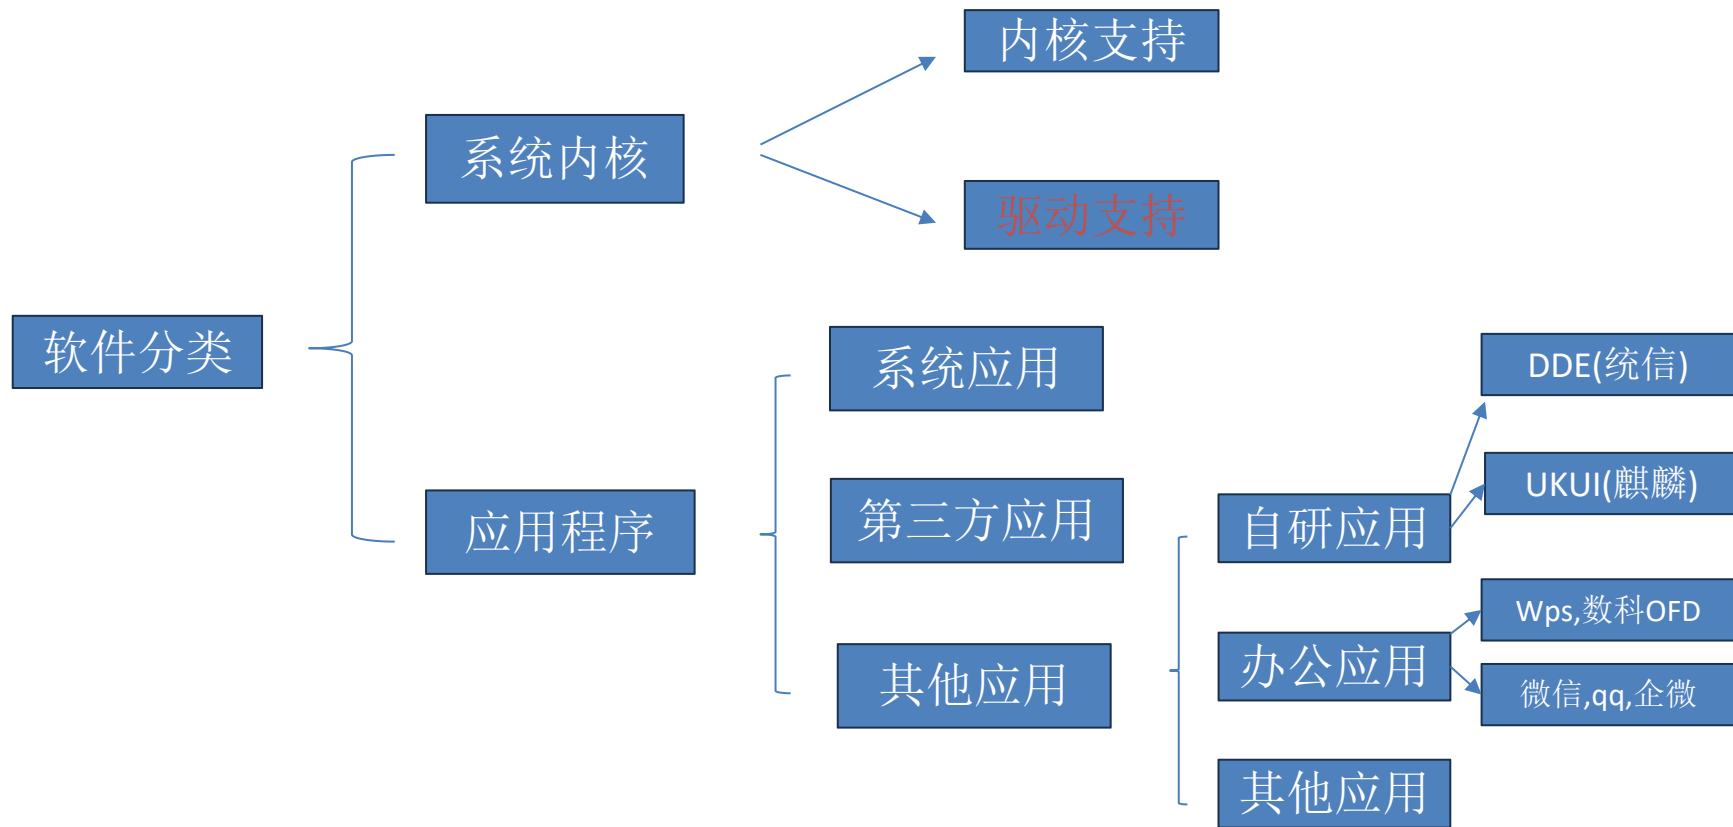 内核支持
系统内核
驱动支持
软件分类
系统应用
DDE(统信)
UKUI(麒麟)
第三方应用
自研应用
应用程序
Wps,数科OFD
办公应用
其他应用
微信,qq,企微
其他应用